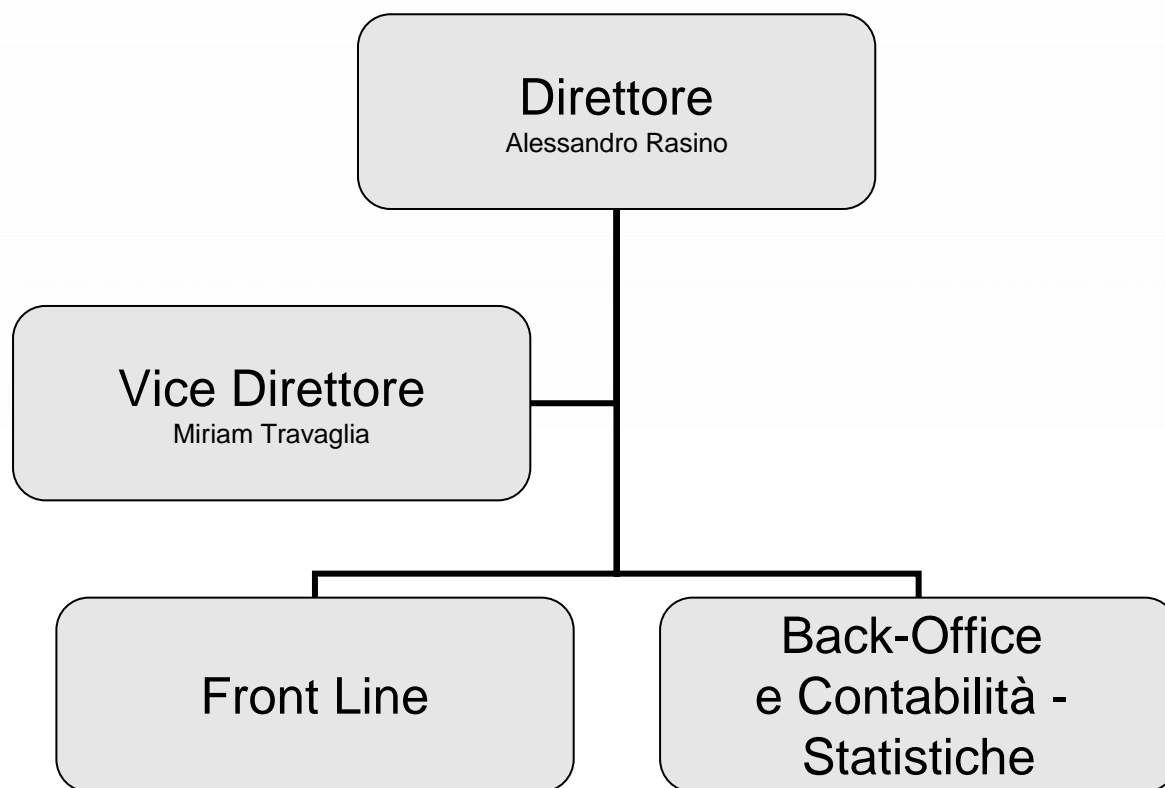 Direttore
Alessandro Rasino
Vice Direttore
Miriam Travaglia
Front Line
Back-Office
e Contabilità -
Statistiche